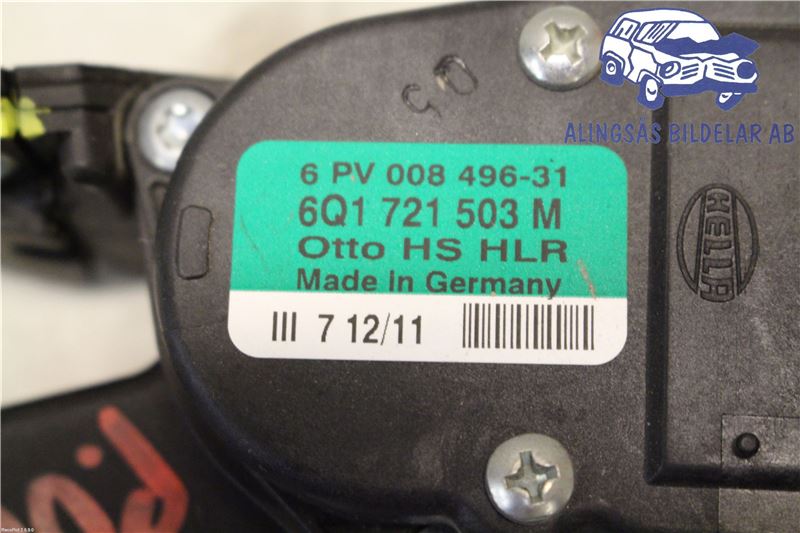 ALINGSÅS BILDELAR AB
6 PV 008 496-31
6Q1 721 503 M
Otto HS HLR
Made in Germany
III 7 12/11
HELLA